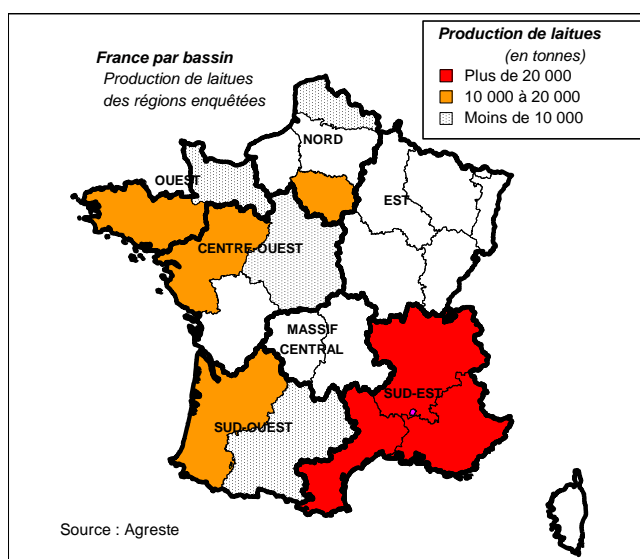 France par bassin
Production de laitues
des régions enquêtées
Production de laitues
(en tonnes)
Plus de 20 000
10 000 à 20 000
Moins de 10 000
NORD
OUEST
EST
CENTRE-OUEST
MASSIF
CENTRAL
SUD-EST
SUD-OUEST
Source : Agreste